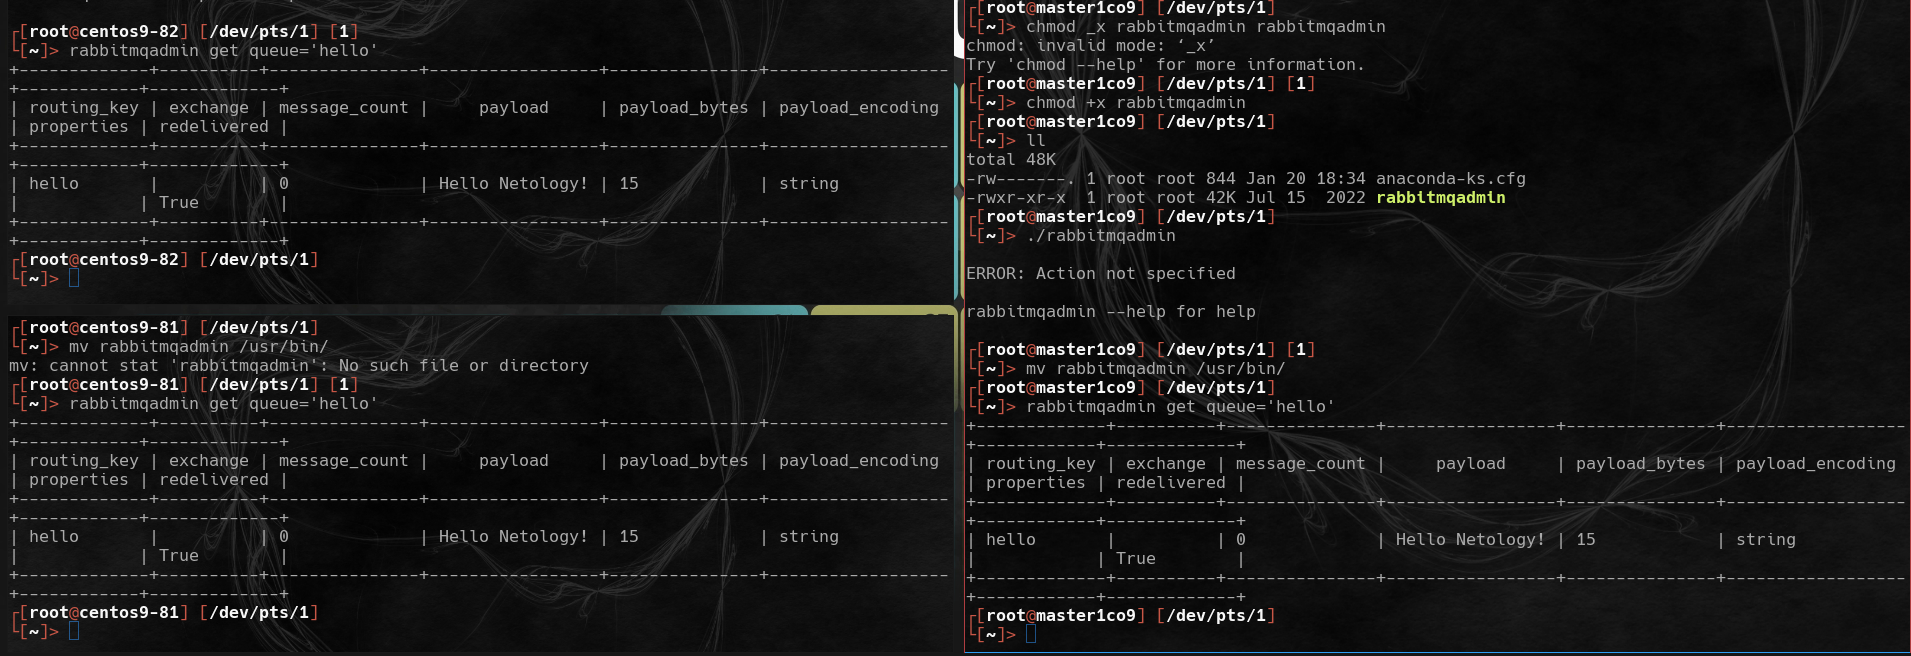 ┌[root@centos9-82] [/dev/pts/1] [1]
└[~]> rabbitmqadmin get queue='hello'
+-------------+----------+---------------+-----------------+---------------+------------------
+------------+-------------+
| routing_key | exchange | message_count |     payload     | payload_bytes | payload_encoding
| properties | redelivered |
+-------------+----------+---------------+-----------------+---------------+------------------
+------------+-------------+
| hello       |          | 0             | Hello Netology! | 15            | string
|            | True        |
+-------------+----------+---------------+-----------------+---------------+------------------
+------------+-------------+
┌[root@centos9-82] [/dev/pts/1]
└[~]>
┌[root@centos9-81] [/dev/pts/1]
└[~]> mv rabbitmqadmin /usr/bin/
mv: cannot stat 'rabbitmqadmin': No such file or directory
┌[root@centos9-81] [/dev/pts/1] [1]
└[~]> rabbitmqadmin get queue='hello'
+-------------+----------+---------------+-----------------+---------------+------------------
+------------+-------------+
| routing_key | exchange | message_count |     payload     | payload_bytes | payload_encoding
| properties | redelivered |
+-------------+----------+---------------+-----------------+---------------+------------------
+------------+-------------+
| hello       |          | 0             | Hello Netology! | 15            | string
|            | True        |
+-------------+----------+---------------+-----------------+---------------+------------------
+------------+-------------+
┌[root@centos9-81] [/dev/pts/1]
└[~]>
┌[root@master1co9] [/dev/pts/1]
└[~]> chmod _x rabbitmqadmin rabbitmqadmin
chmod: invalid mode: ‘_x’
Try 'chmod --help' for more information.
┌[root@master1co9] [/dev/pts/1] [1]
└[~]> chmod +x rabbitmqadmin
┌[root@master1co9] [/dev/pts/1]
└[~]> ll
total 48K
-rw-------. 1 root root 844 Jan 20 18:34 anaconda-ks.cfg
-rwxr-xr-x  1 root root 42K Jul 15  2022 rabbitmqadmin
┌[root@master1co9] [/dev/pts/1]
└[~]> ./rabbitmqadmin
ERROR: Action not specified
rabbitmqadmin --help for help
┌[root@master1co9] [/dev/pts/1] [1]
└[~]> mv rabbitmqadmin /usr/bin/
┌[root@master1co9] [/dev/pts/1]
└[~]> rabbitmqadmin get queue='hello'
+-------------+----------+---------------+-----------------+---------------+------------------
+------------+-------------+
| routing_key | exchange | message_count |     payload     | payload_bytes | payload_encoding
| properties | redelivered |
+-------------+----------+---------------+-----------------+---------------+------------------
+------------+-------------+
| hello       |          | 0             | Hello Netology! | 15            | string
|            | True        |
+-------------+----------+---------------+-----------------+---------------+------------------
+------------+-------------+
┌[root@master1co9] [/dev/pts/1]
└[~]>